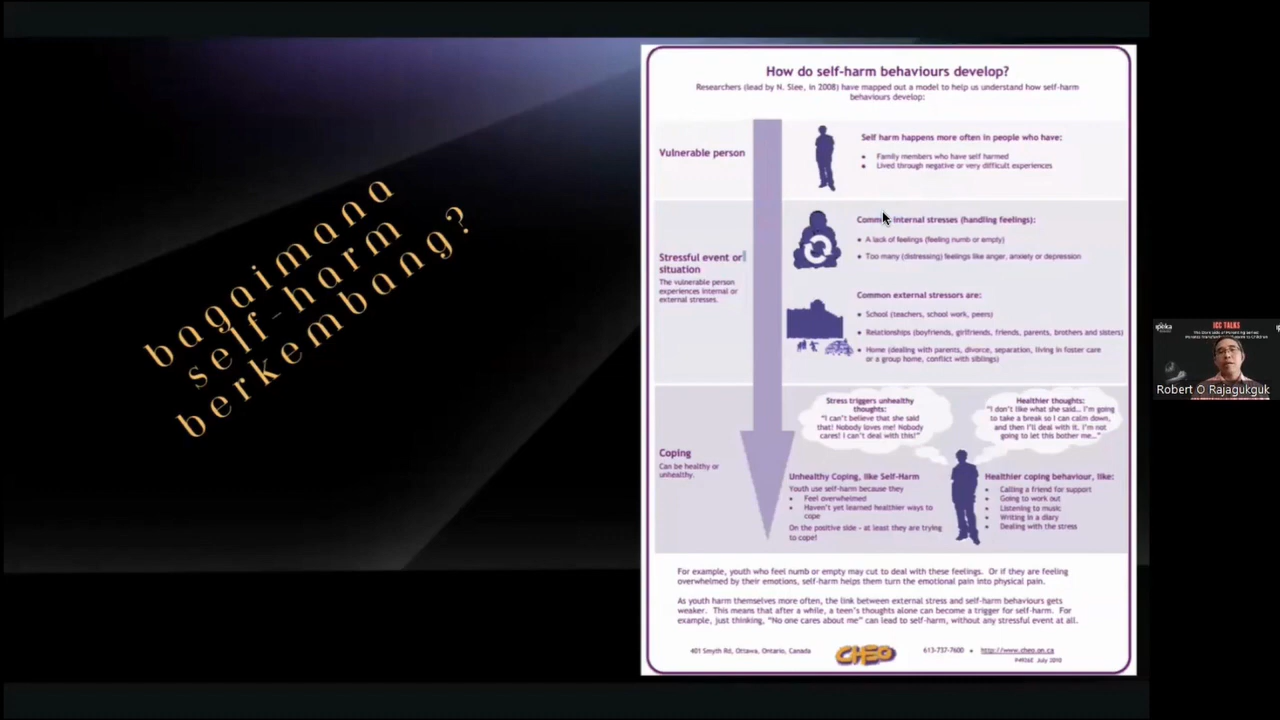 bagaimana
self-harm
berkembang?
How do self-harm behaviours develop?
Researchers (lead by N. Slee, in 2008) have mapped out a model to help us understand how self-harm
behaviours develop:
Vulnerable person
Self harm happens more often in people who have:
• Family members who have self harmed
• Lived through negative or very difficult experiences
Stressful event or
situation
The vulnerable person
experiences internal or
external stresses.
Common internal stresses (handling feelings):
• A lack of feelings (feeling numb or empty)
• Too many (distressing) feelings like anger, anxiety or depression
Common external stressors are:
• School (teachers, school work, peers)
• Relationships (boyfriends, girlfriends, friends, parents, brothers and sisters)
• Home (dealing with parents, divorce, separation, living in foster care
or a group home, conflict with siblings)
Coping
Can be healthy or
unhealthy.
Stress triggers unhealthy
thoughts:
"I can't believe that she said
that! Nobody loves me! Nobody
cares! I can't deal with this!"
Healthier thoughts:
"I don't like what she said... I'm going
to take a break so I can calm down,
and then I'll deal with it. I'm not
going to let this bother me..."
Unhealthy Coping, like Self-Harm
Youth use self-harm because they
• Feel overwhelmed
• Haven't yet learned healthier ways to
cope
On the positive side - at least they are trying
to cope!
Healthier coping behaviour, like:
• Calling a friend for support
• Going to work out
• Listening to music
• Writing in a diary
• Dealing with the stress
For example, youth who feel numb or empty may cut to deal with these feelings. Or if they are feeling
overwhelmed by their emotions, self-harm helps them turn the emotional pain into physical pain.
As youth harm themselves more often, the link between external stress and self-harm behaviours gets
weaker. This means that after a while, a teen's thoughts alone can become a trigger for self-harm. For
example, just thinking, "No one cares about me" can lead to self-harm, without any stressful event at all.
401 Smyth Rd, Ottawa, Ontario, Canada
CHEO
613-737-7600 • http://www.cheo.on.ca
P4926E July 2010
ICC TALKS
Robert O Rajagukguk